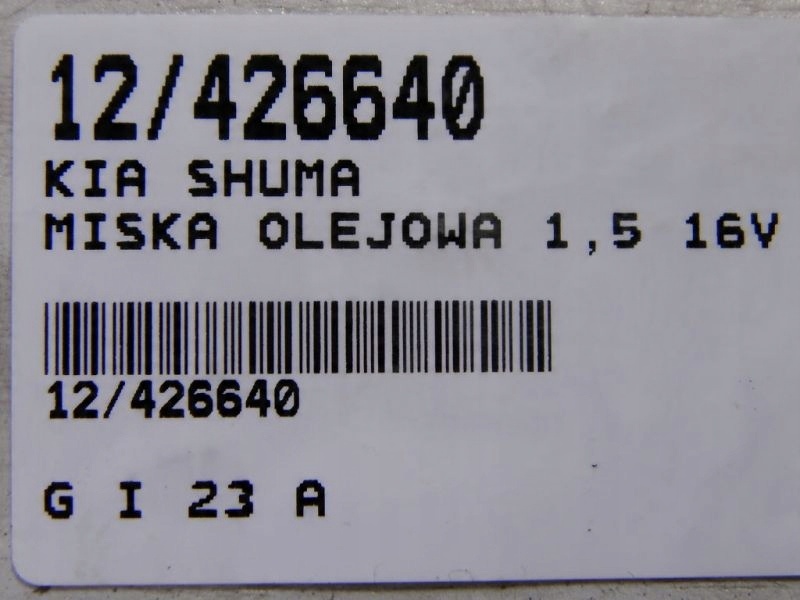 12/426640
KIA SHUMA
MISKA OLEJOWA 1,5 16V
12/426640
G I 23 A